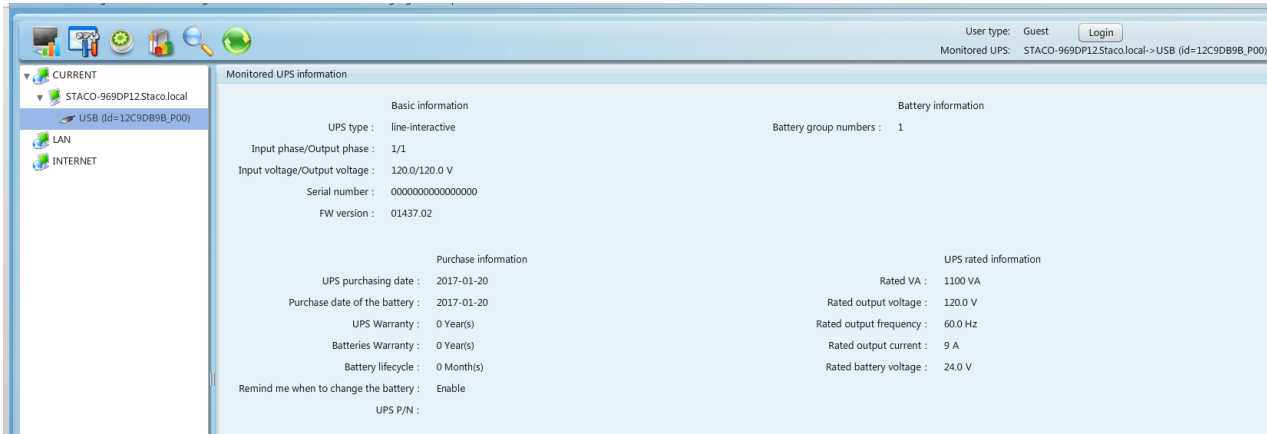 User type: Guest Login
Monitored UPS: STACO-969DP12.Staco.local->USB (id=12C9DB9B_P00)
CURRENT
STACO-969DP12.Staco.local
USB (Id=12C9DB9B_P00)
LAN
INTERNET
Monitored UPS information
Basic information
UPS type : line-interactive
Input phase/Output phase : 1/1
Input voltage/Output voltage : 120.0/120.0 V
Serial number : 0000000000000000
FW version : 01437.02
Battery information
Battery group numbers : 1
Purchase information
UPS purchasing date : 2017-01-20
Purchase date of the battery : 2017-01-20
UPS Warranty : 0 Year(s)
Batteries Warranty : 0 Year(s)
Battery lifecycle : 0 Month(s)
Remind me when to change the battery : Enable
UPS P/N :
UPS rated information
Rated VA : 1100 VA
Rated output voltage : 120.0 V
Rated output frequency : 60.0 Hz
Rated output current : 9 A
Rated battery voltage : 24.0 V